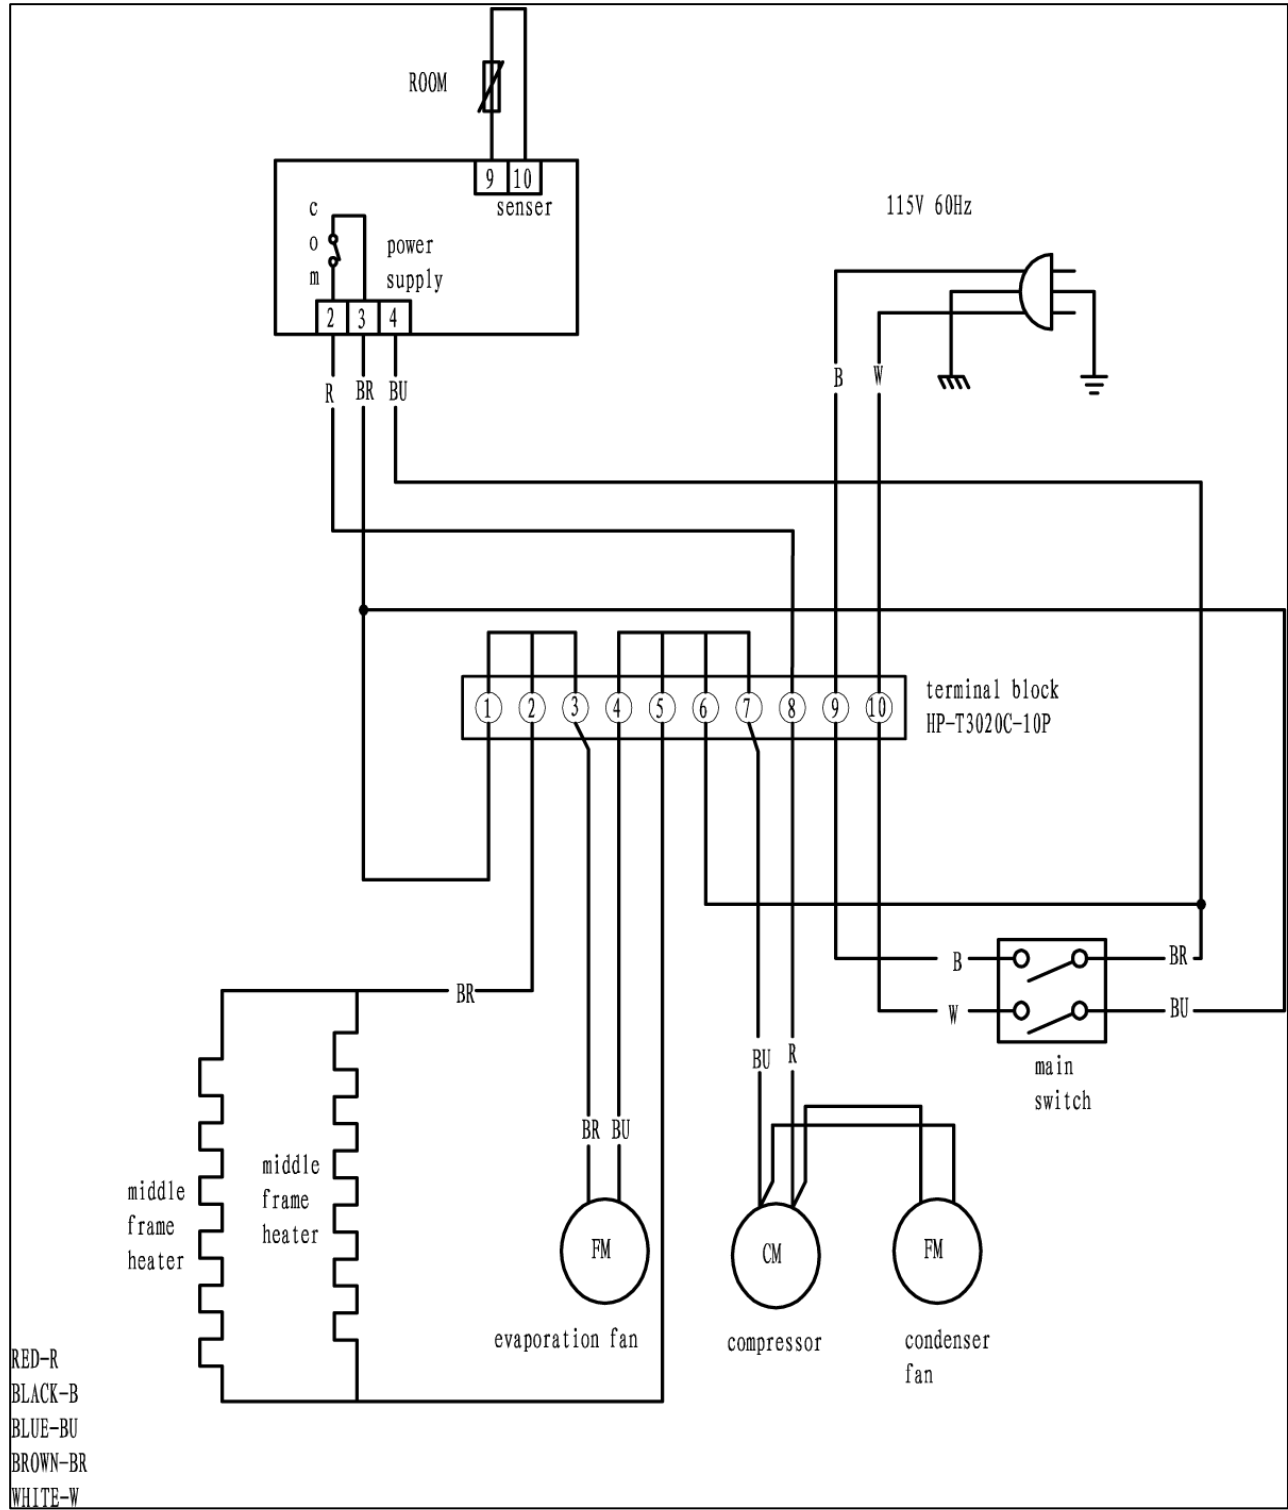 ROOM
9 10
senser
115V 60Hz
c
o
m
power
supply
2 3 4
R BR BU
B W
1 2 3 4 5 6 7 8 9 10
terminal block
HP-T3020C-10P
B BR
W BU
BR
main
switch
BU R
BR BU
middle
frame
heater
middle
frame
heater
FM
CM
FM
evaporation fan
compressor
condenser
fan
RED-R
BLACK-B
BLUE-BU
BROWN-BR
WHITE-W